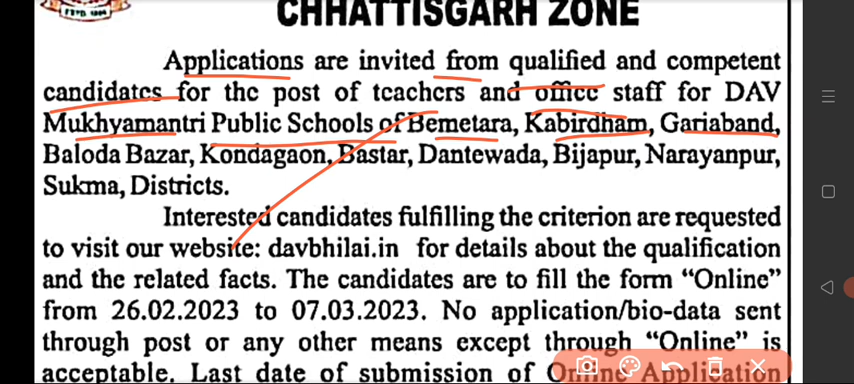 CHHATTISGARH ZONE
Applications are invited from qualified and competent
candidates for the post of teachers and office staff for DAV
Mukhyamantri Public Schools of Bemetara, Kabirdham, Gariaband,
Baloda Bazar, Kondagaon, Bastar, Dantewada, Bijapur, Narayanpur,
Sukma, Districts.
Interested candidates fulfilling the criterion are requested
to visit our website: davbhilai.in for details about the qualification
and the related facts. The candidates are to fill the form “Online”
from 26.02.2023 to 07.03.2023. No application/bio-data sent
through post or any other means except through “Online” is
acceptable. Last date of submission of Online Application